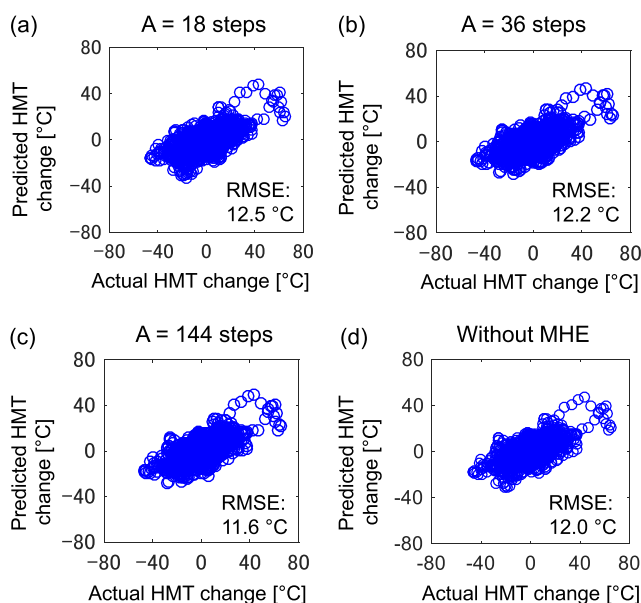 (a)
A = 18 steps
Predicted HMT
change [°C]
80
40
0
−40
−80
RMSE:
12.5 °C
−80
−40
0
40
80
Actual HMT change [°C]
(b)
A = 36 steps
Predicted HMT
change [°C]
80
40
0
−40
−80
RMSE:
12.2 °C
−80
−40
0
40
80
Actual HMT change [°C]
(c)
A = 144 steps
Predicted HMT
change [°C]
80
40
0
−40
−80
RMSE:
11.6 °C
−80
−40
0
40
80
Actual HMT change [°C]
(d)
Without MHE
Predicted HMT
change [°C]
80
40
0
-40
-80
RMSE:
12.0 °C
-80
-40
0
40
80
Actual HMT change [°C]